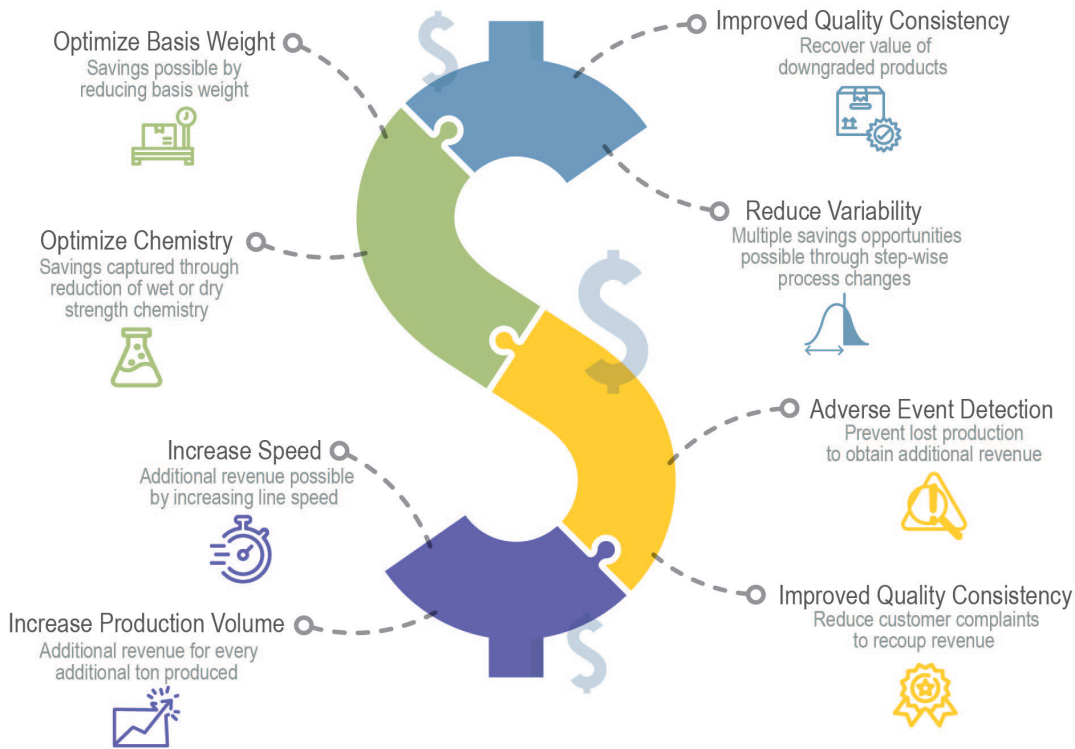 Optimize Basis Weight
Savings possible by
reducing basis weight
Optimize Chemistry
Savings captured through
reduction of wet or dry
strength chemistry
Increase Speed
Additional revenue possible
by increasing line speed
Increase Production Volume
Additional revenue for every
additional ton produced
Improved Quality Consistency
Recover value of
downgraded products
Reduce Variability
Multiple savings opportunities
possible through step-wise
process changes
Adverse Event Detection
Prevent lost production
to obtain additional revenue
Improved Quality Consistency
Reduce customer complaints
to recoup revenue